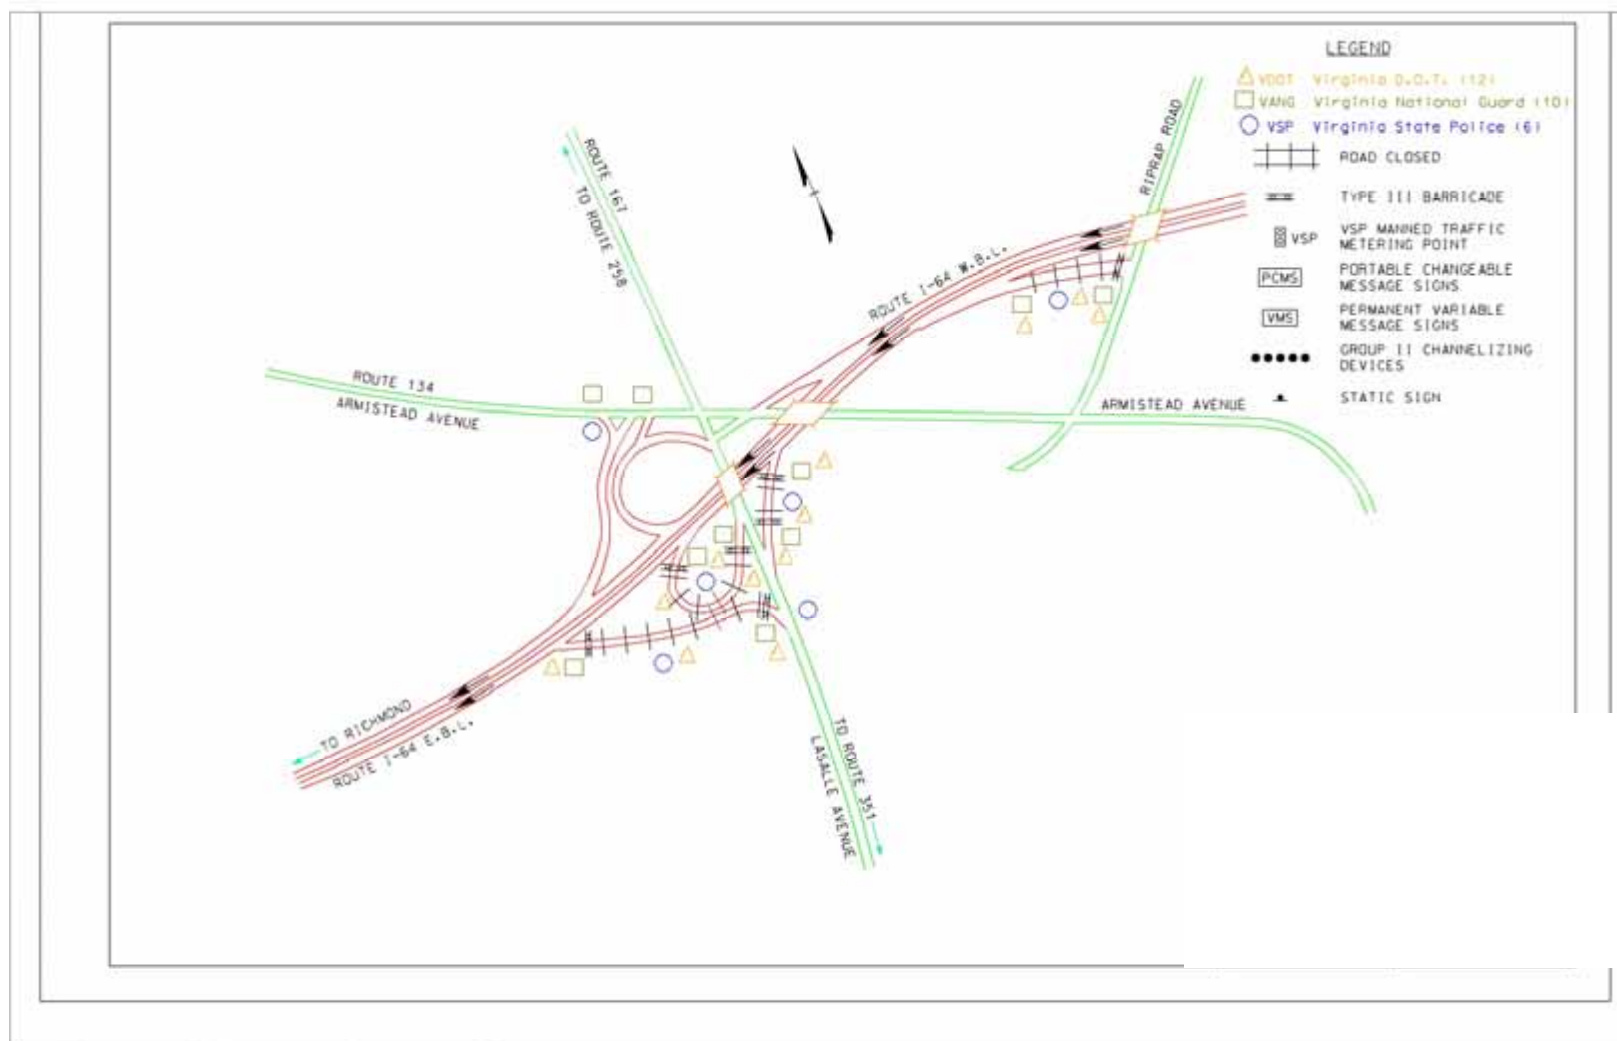 LEGEND
VDOT Virginia D.O.T. (12)
VANG Virginia National Guard (10)
VSP Virginia State Police (6)
ROAD CLOSED
TYPE III BARRICADE
VSP
VSP MANNED TRAFFIC
METERING POINT
PCMS
PORTABLE CHANGEABLE
MESSAGE SIGNS
VMS
PERMANENT VARIABLE
MESSAGE SIGNS
GROUP II CHANNELIZING
DEVICES
STATIC SIGN
RIPRAP ROAD
ROUTE 167
TO ROUTE 258
ROUTE I-64 W.B.L.
ROUTE 134
ARMISTEAD AVENUE
ARMISTEAD AVENUE
TO RICHMOND
ROUTE I-64 E.B.L.
TO ROUTE 351
LASALLE AVENUE